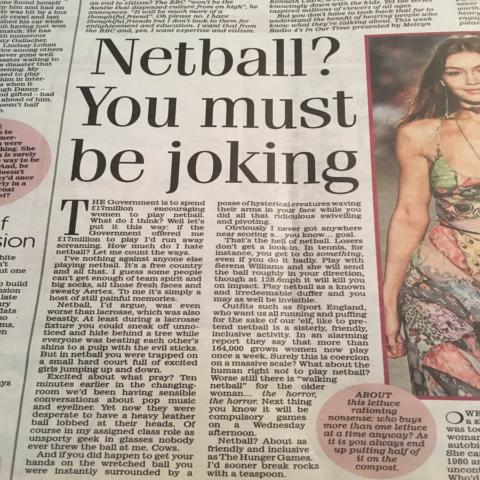 Netball?
You must
be joking
THE Government is to spend
£17million encouraging
women to play netball.
What do I think? Well let's
put it this way: if the
Government offered me
£17million to play I'd run away
screaming. How much do I hate
netball? Let me count the ways.
I've nothing against anyone else
playing netball. It's a free country
and all that. I guess some people
can't get enough of team spirit and
big socks, all those fresh faces and
sweaty Aertex. To me it's simply a
host of still painful memories.
Netball, I'd argue, was even
worse than lacrosse, which was also
beastly. At least during a lacrosse
fixture you could sneak off unno-
ticed and hide behind a tree while
everyone was beating each other's
brains to a pulp with the evil sticks.
But in netball you were trapped on
a small hard court full of excited
girls jumping up and down.
Excited about what pray? Ten
minutes earlier in the changing-
room we'd been having sensible
conversations about pop music
and eyeliner. Yet now they were
desperate to have a heavy leather
ball lobbed at their heads. Of
course in my assigned class role as
unsporty geek in glasses nobody
ever threw the ball at me. Cows.
And if you did happen to get your
hands on the wretched ball you
were instantly surrounded by a
posse of hysterical creatures waving
their arms in your face while you
did all that ridiculous swivelling
and pivoting.
Obviously I never got anywhere
near scoring a... you know... goal.
That's the hell of netball. Losers
don't get a look-in. In tennis, for
instance, you get to do something,
even if you do it badly. Play with
Serena Williams and she will send
the ball roughly in your direction,
though at 128.6mph it will kill you
on impact. Play netball as a known
and irredeemable duffer and you
may as well be invisible.
Outfits such as Sport England,
who want us all running and puffing
for the sake of our elf, like to pre-
tend netball is a sisterly, friendly,
inclusive activity. In an alarming
report they say that more than
164,000 grown women now play
once a week. Surely this is coercion
on a massive scale? What about the
human right not to play netball?
Worse still there is "walking
netball" for the older
woman... the horror,
the horror. Next thing
you know it will be
compulsory games
on a Wednesday
afternoon.
Netball? About as
friendly and inclusive
as The Hunger Games.
I'd sooner break rocks
with a teaspoon.
ABOUT
this lettuce
rationing
nonsense; who buys
more than one lettuce
at a time anyway? As
it is you always end
up putting half of
it on the
compost.